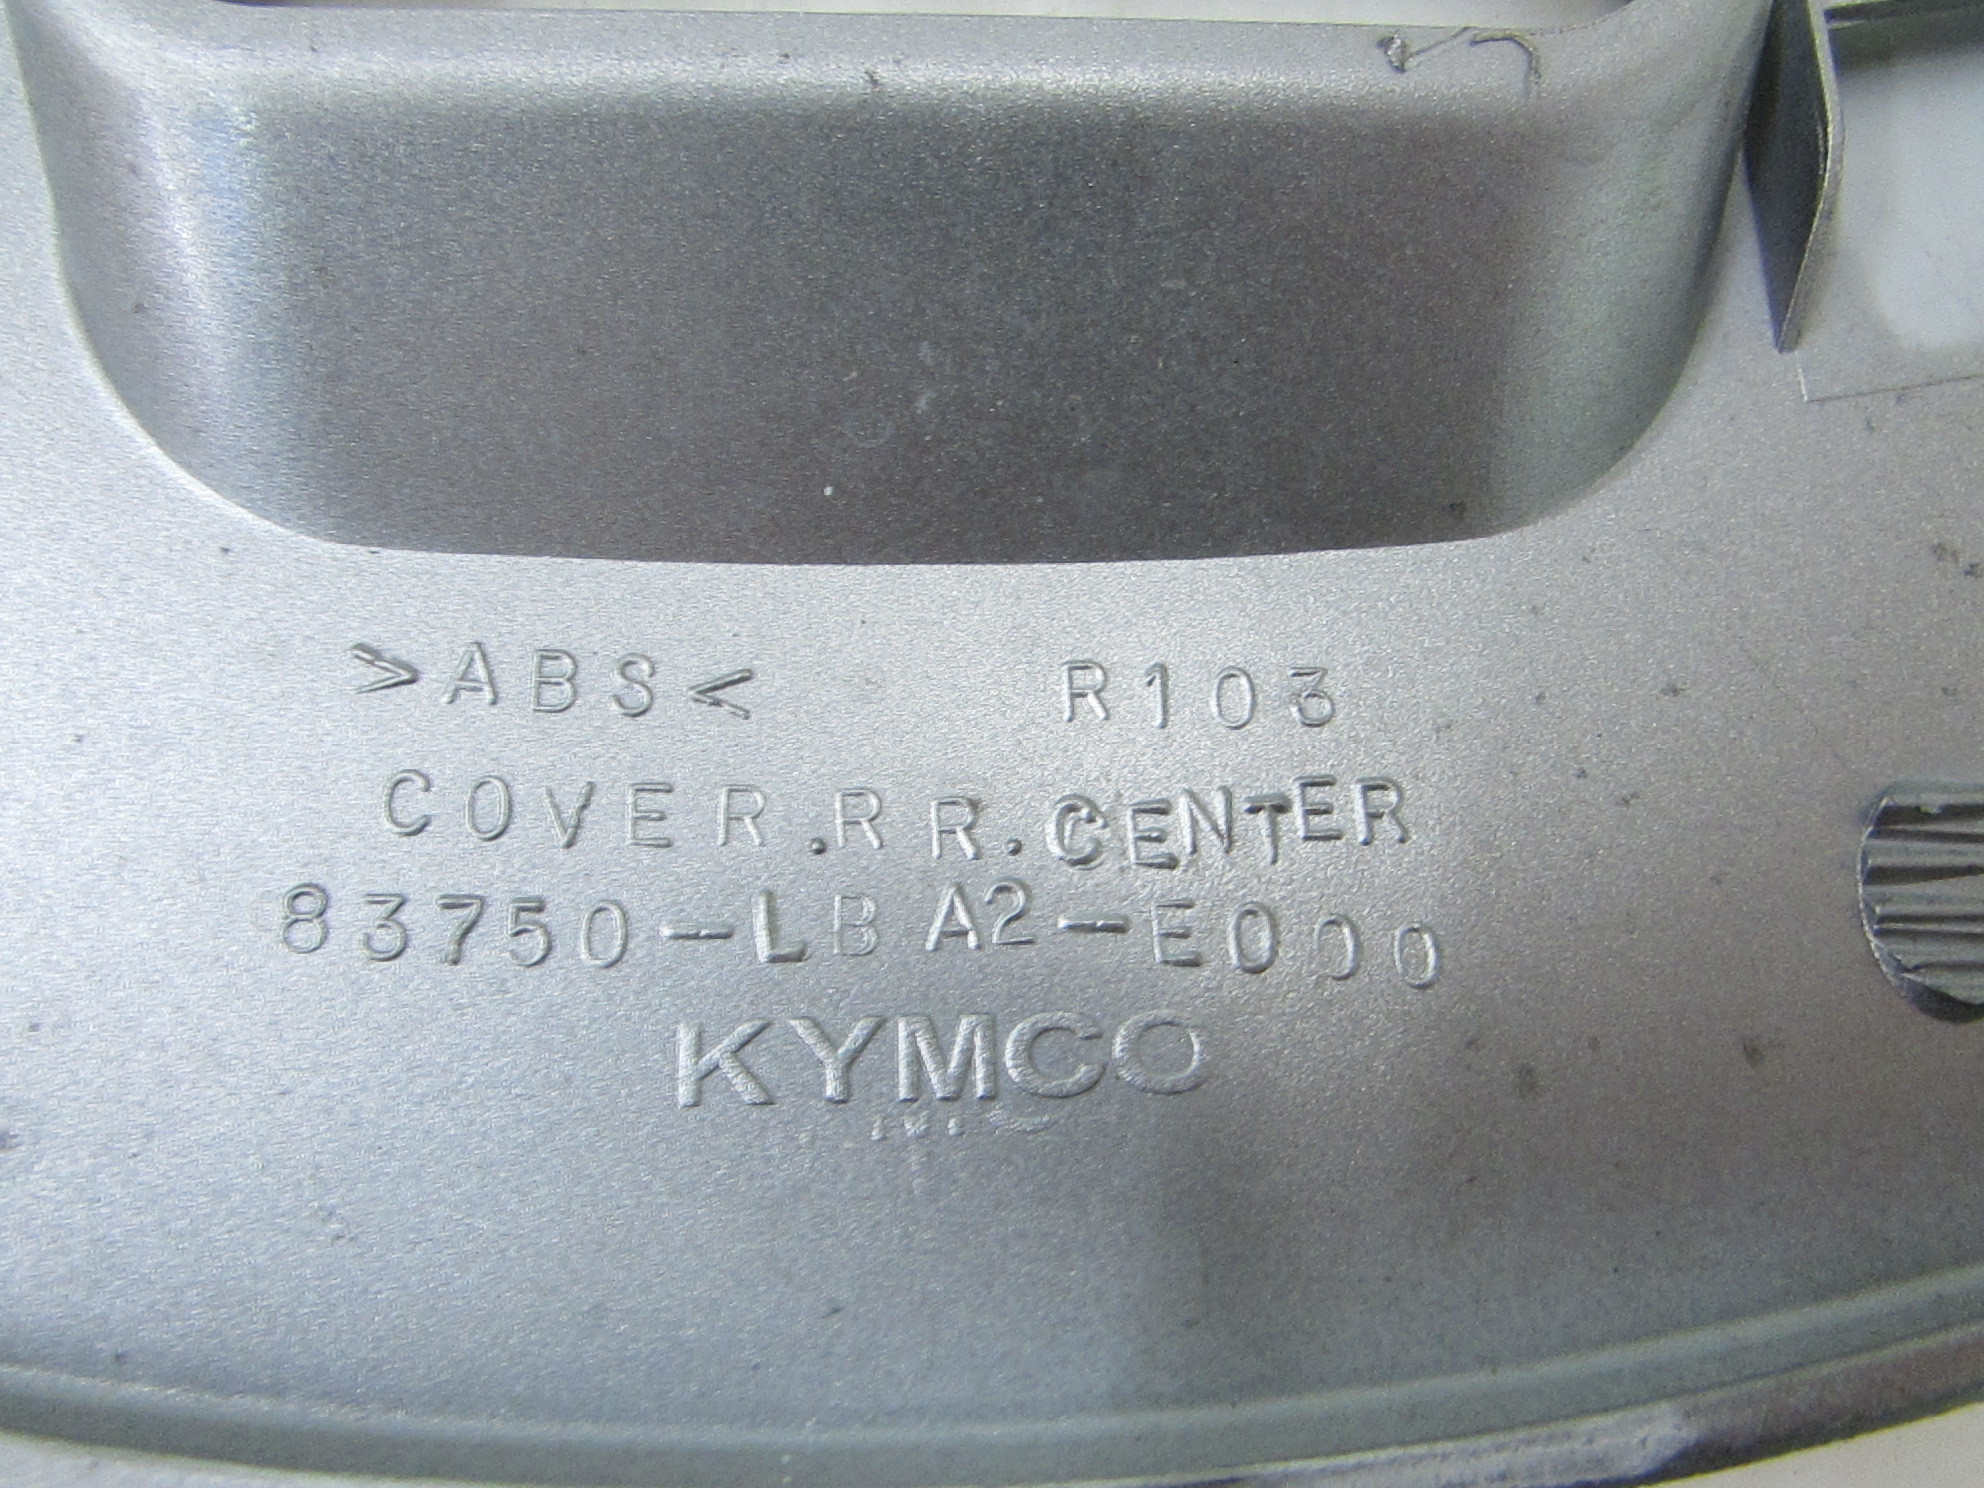 >ABS< R103
COVER.RR.CENTER
83750-LBA2-E000
KYMCO